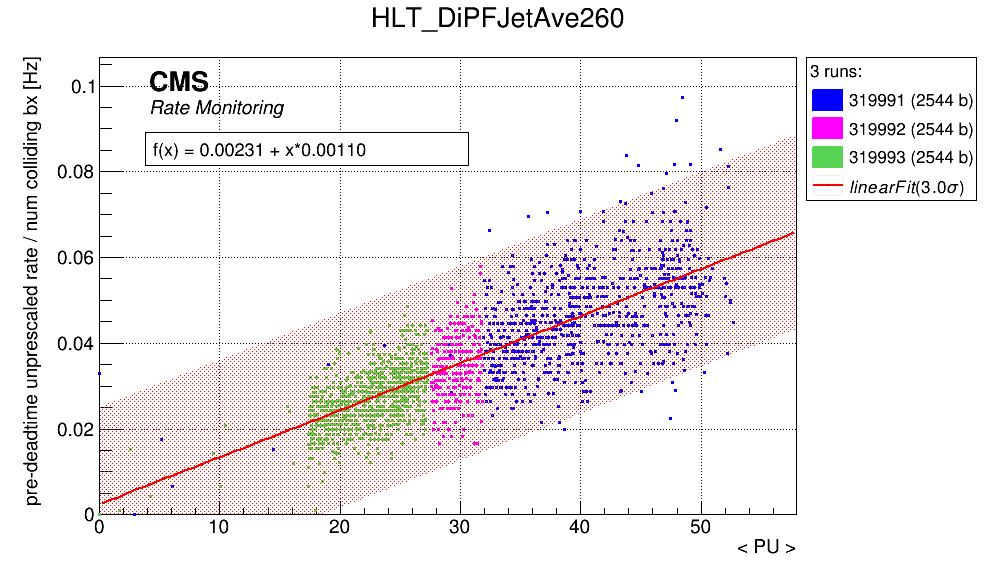 HLT_DiPFJetAve260
pre-deadtime unprescaled rate / num colliding bx [Hz]
CMS
Rate Monitoring
f(x) = 0.00231 + x*0.00110
0.1
0.08
0.06
0.04
0.02
0
0 10 20 30 40 50
< PU >
3 runs:
319991 (2544 b)
319992 (2544 b)
319993 (2544 b)
linearFit(3.0σ)